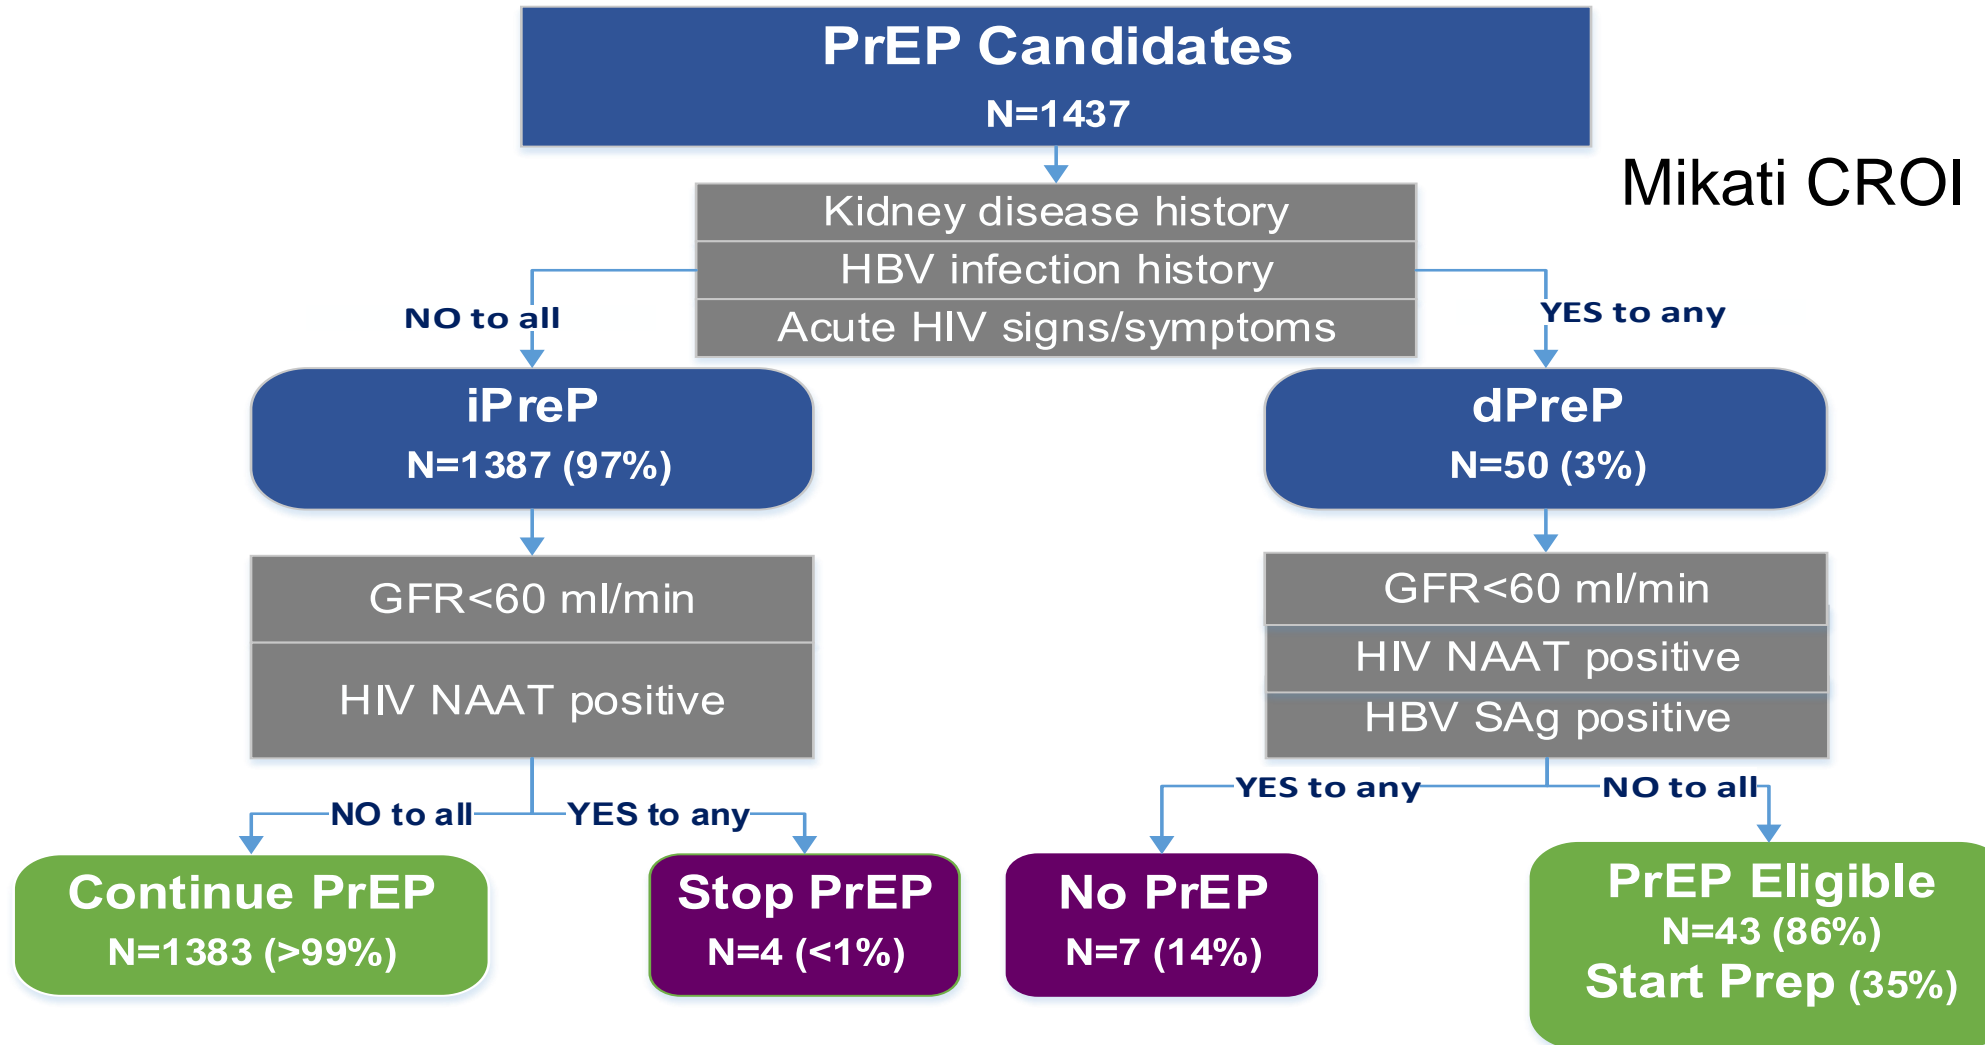 PrEP Candidates
N=1437
Mikati CROI
Kidney disease history
HBV infection history
Acute HIV signs/symptoms
NO to all
YES to any
iPreP
N=1387 (97%)
dPreP
N=50 (3%)
GFR<60 ml/min
HIV NAAT positive
GFR<60 ml/min
HIV NAAT positive
HBV SAg positive
NO to all
YES to any
YES to any
NO to all
Continue PrEP
N=1383 (>99%)
Stop PrEP
N=4 (<1%)
No PrEP
N=7 (14%)
PrEP Eligible
N=43 (86%)
Start Prep (35%)